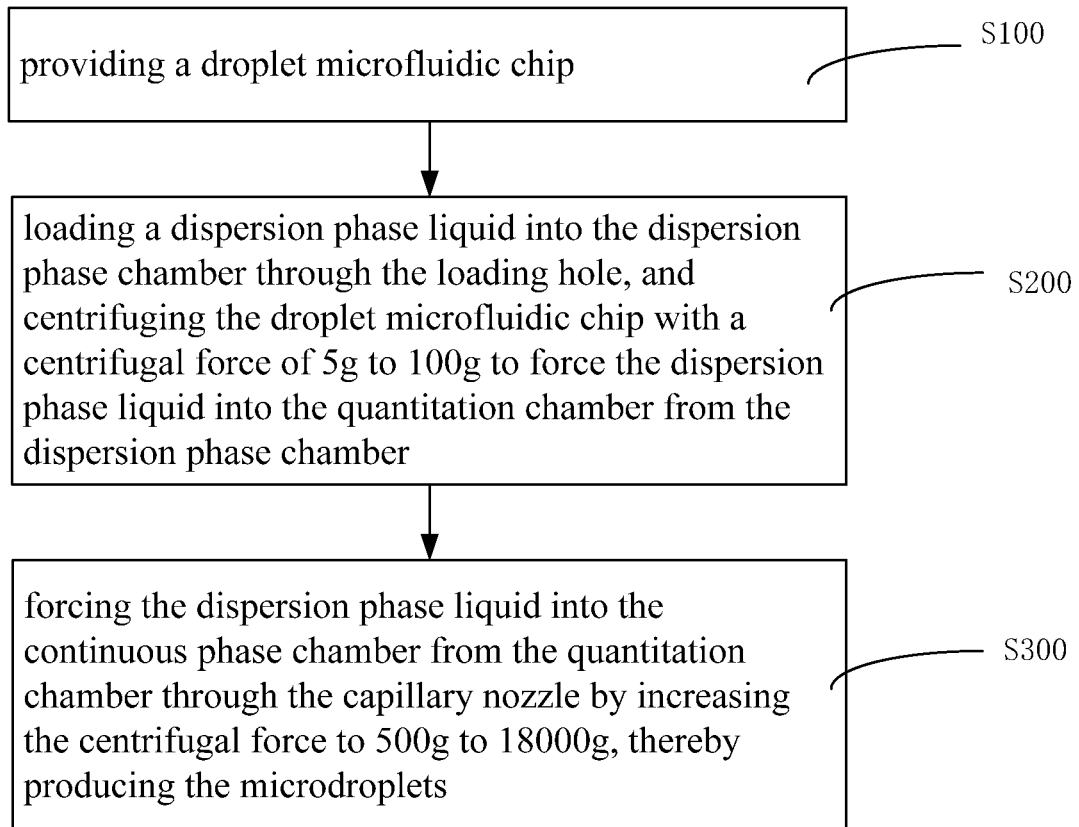 providing a droplet microfluidic chip
S100
loading a dispersion phase liquid into the dispersion
phase chamber through the loading hole, and
centrifuging the droplet microfluidic chip with a
centrifugal force of 5g to 100g to force the dispersion
phase liquid into the quantitation chamber from the
dispersion phase chamber
S200
forcing the dispersion phase liquid into the
continuous phase chamber from the quantitation
chamber through the capillary nozzle by increasing
the centrifugal force to 500g to 18000g, thereby
producing the microdroplets
S300